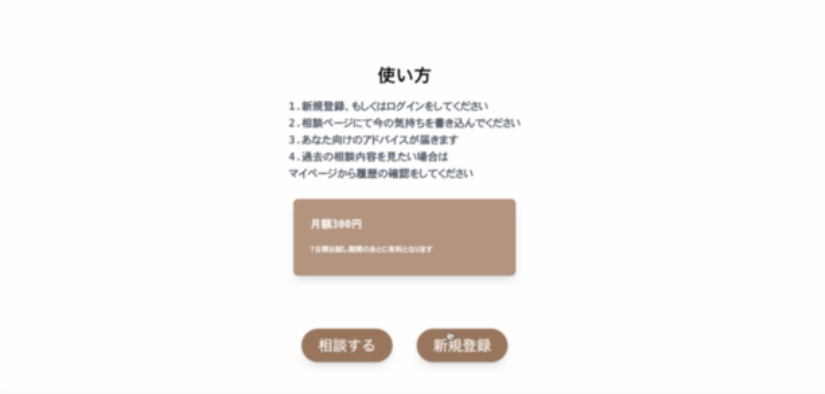 使い方
1.新規登録、もしくはログインをしてください
2.相談ページにて今の気持ちを書き込んでください
3.あなた向けのアドバイスが届きます
4.過去の相談内容を見たい場合は
マイページから履歴の確認をしてください
月額300円
7日間お試し期間のあとに有料となります
相談する
新規登録